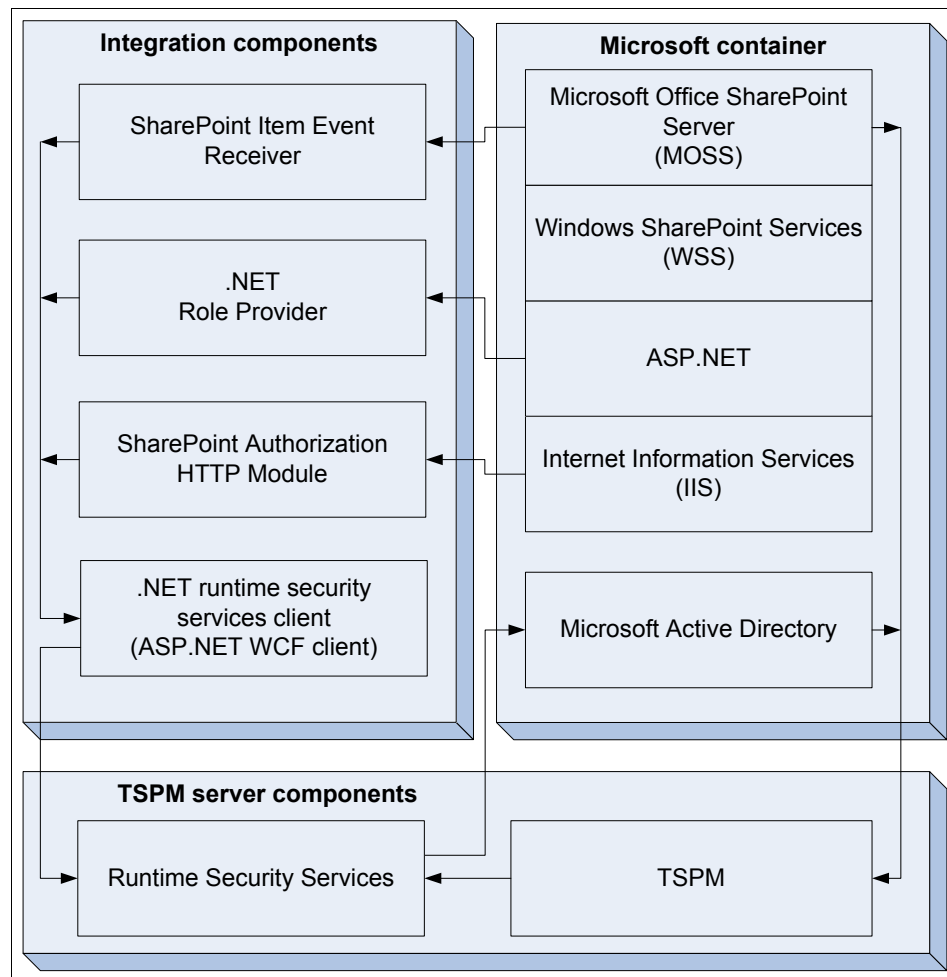 Integration components
SharePoint Item Event
Receiver
.NET
Role Provider
SharePoint Authorization
HTTP Module
.NET runtime security
services client
(ASP.NET WCF client)
Microsoft container
Microsoft Office SharePoint
Server
(MOSS)
Windows SharePoint Services
(WSS)
ASP.NET
Internet Information Services
(IIS)
Microsoft Active Directory
TSPM server components
Runtime Security Services
TSPM